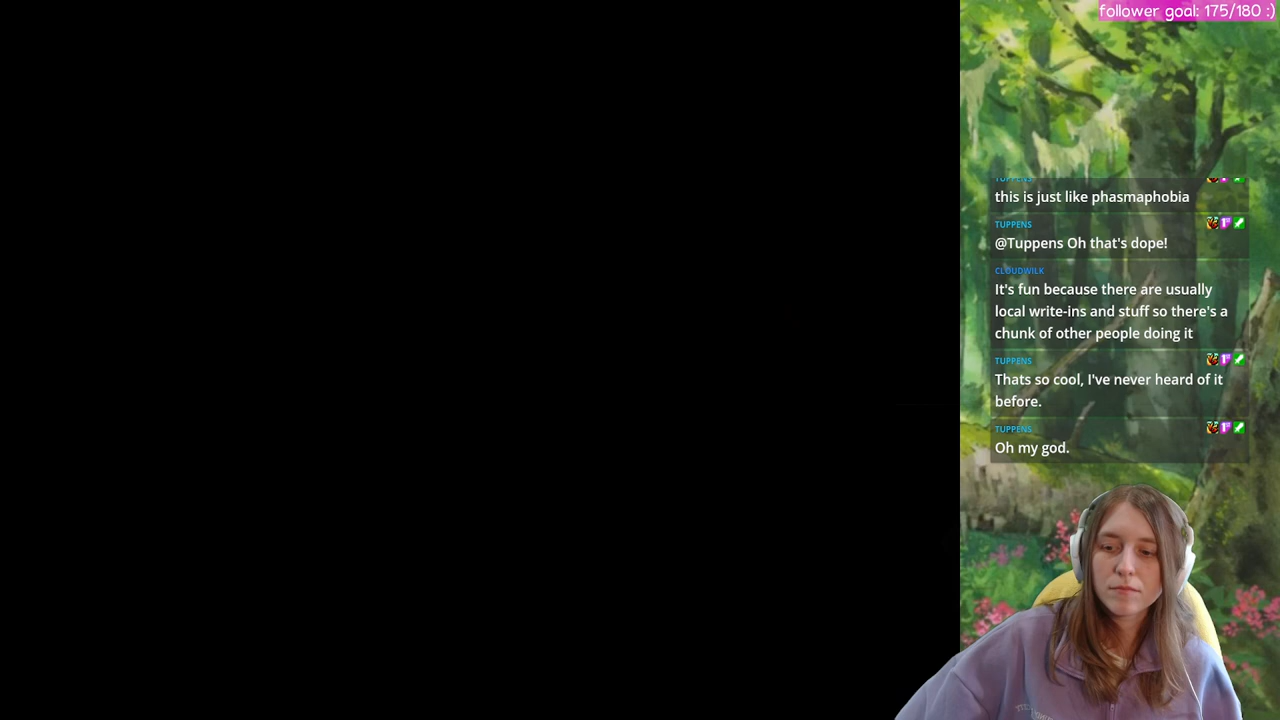 follower goal: 175/180 :)
TUPPENS
this is just like phasmaphobia
TUPPENS
@Tuppens Oh that's dope!
CLOUDWILK
It's fun because there are usually
local write-ins and stuff so there's a
chunk of other people doing it
TUPPENS
Thats so cool, I've never heard of it
before.
TUPPENS
Oh my god.